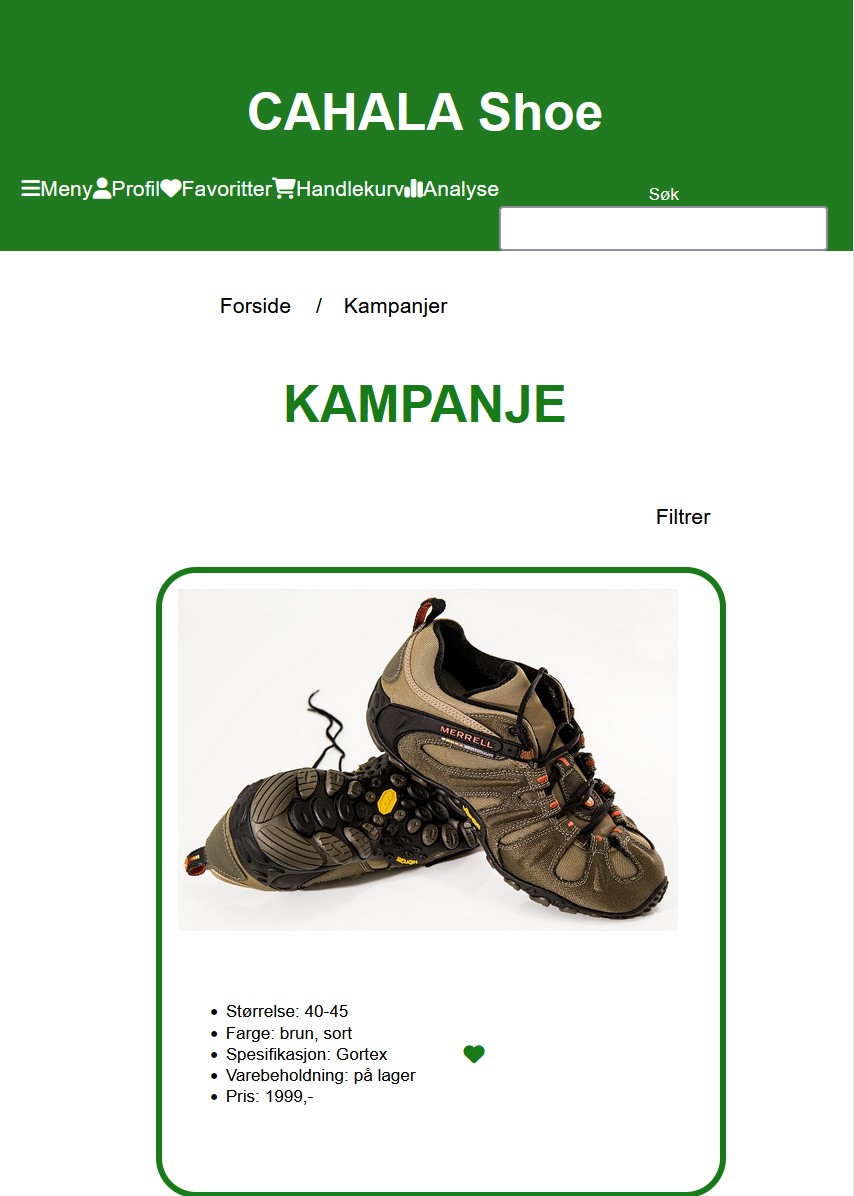 CAHALA Shoe
Meny Profil Favoritter Handlekurv Analyse
Søk
Forside / Kampanjer
KAMPANJE
Filtrer
MERRELL
Størrelse: 40-45
Farge: brun, sort
Spesifikasjon: Gortex
Varebeholdning: på lager
Pris: 1999,-